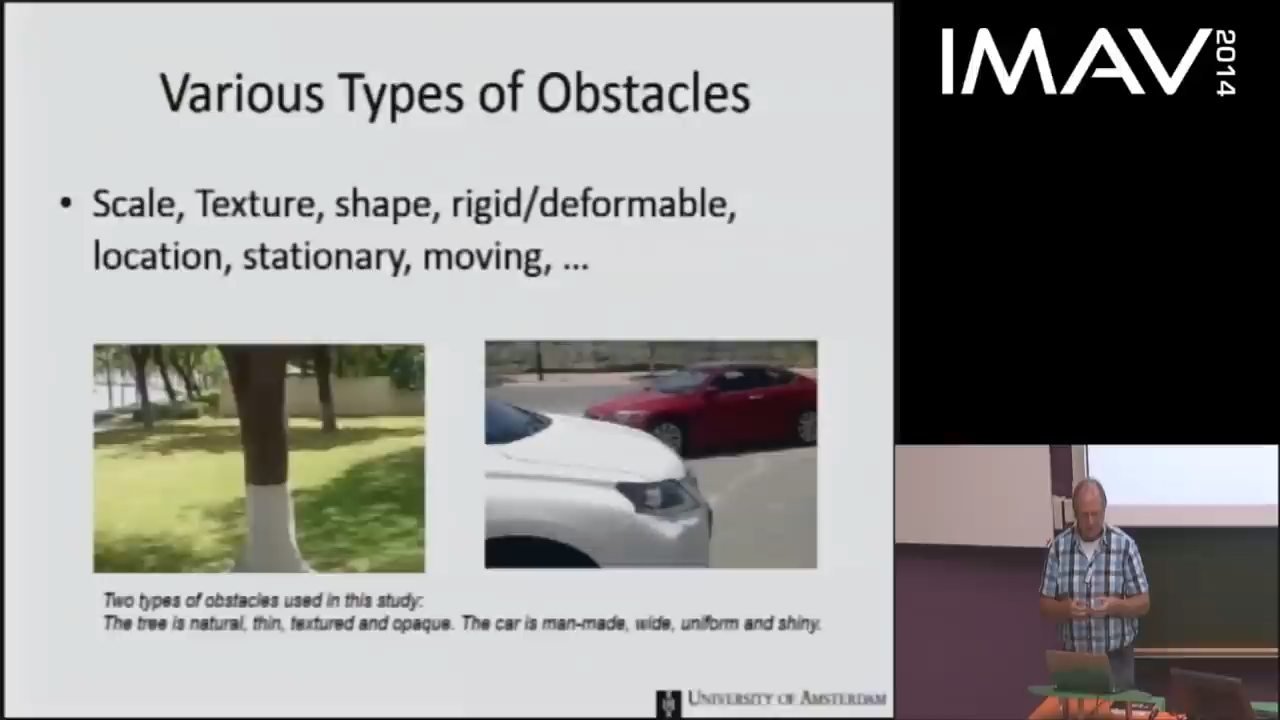 Various Types of Obstacles
• Scale, Texture, shape, rigid/deformable,
location, stationary, moving, ...
Two types of obstacles used in this study:
The tree is natural, thin, textured and opaque. The car is man-made, wide, uniform and shiny.
UNIVERSITY OF AMSTERDAM
IMAV 2014